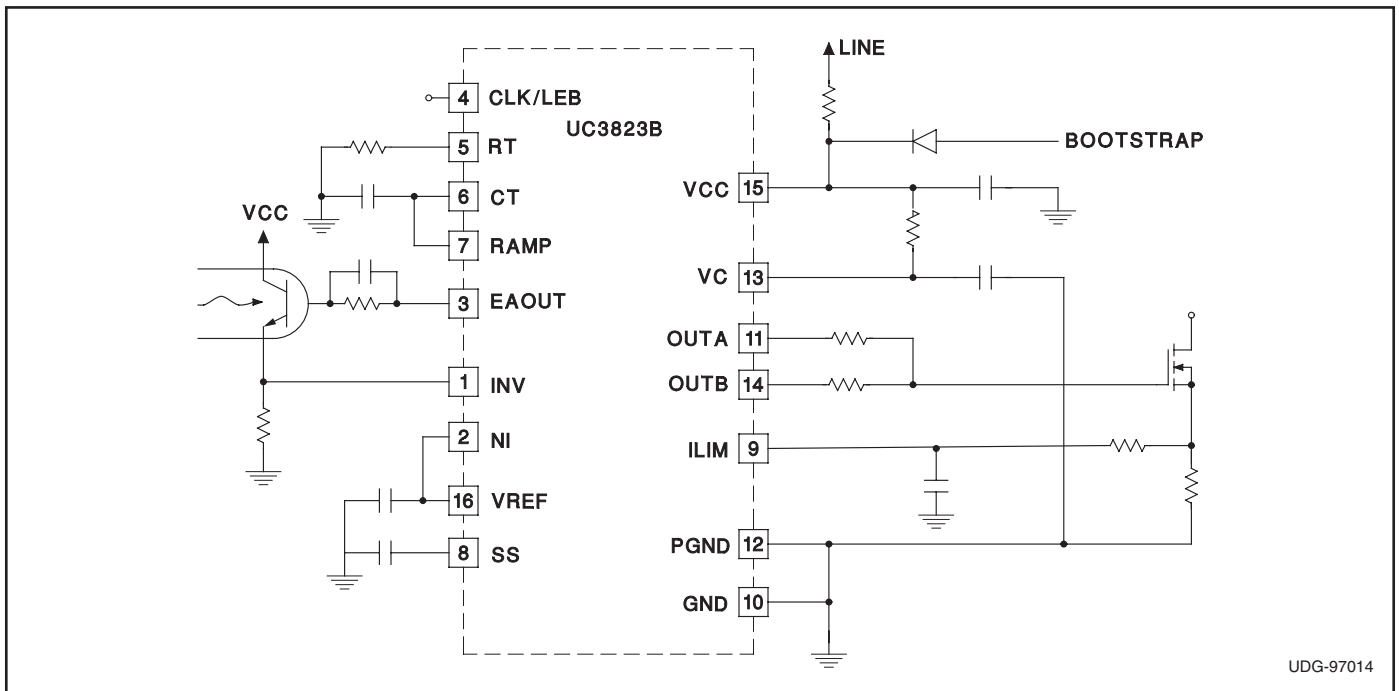 LINE
4 CLK/LEB
UC3823B
5 RT
BOOTSTRAP
6 CT
VCC 15
VCC
7 RAMP
VC 13
3 EAOUT
OUTA 11
1 INV
OUTB 14
2 NI
ILIM 9
16 VREF
PGND 12
8 SS
GND 10
UDG-97014